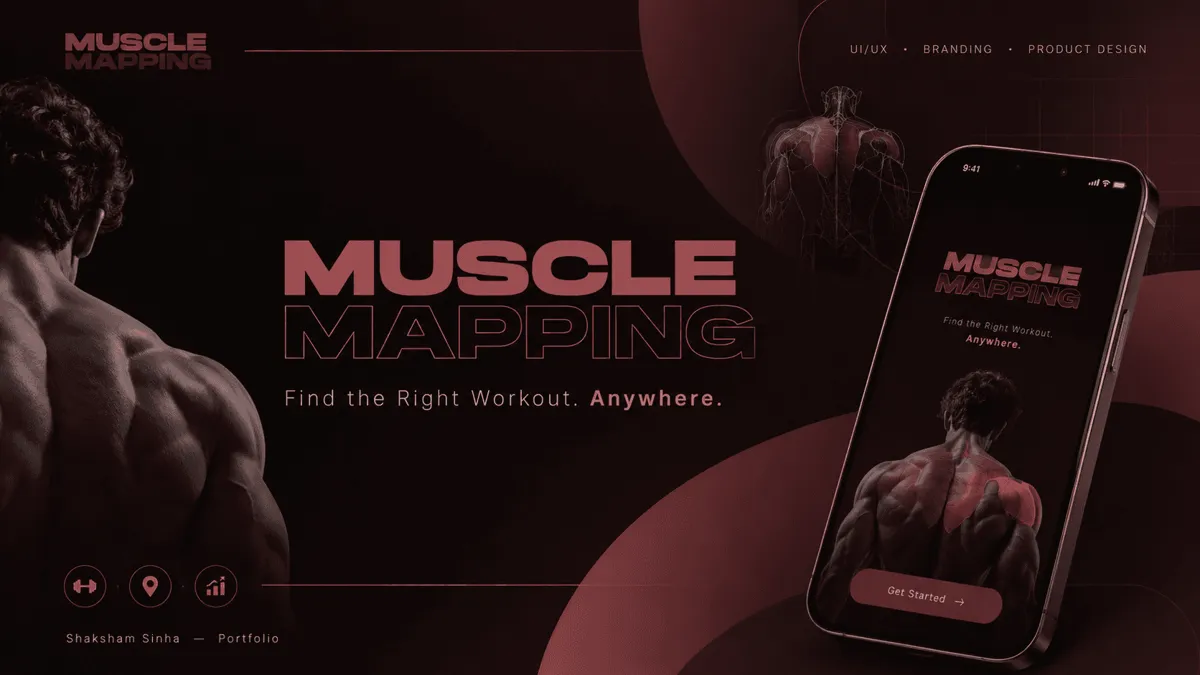 MUSCLE
MAPPING
UI/UX • BRANDING • PRODUCT DESIGN
MUSCLE
MAPPING
Find the Right Workout. Anywhere.
9:41
MUSCLE
MAPPING
Find the Right Workout.
Anywhere.
Get Started →
Shaksham Sinha — Portfolio